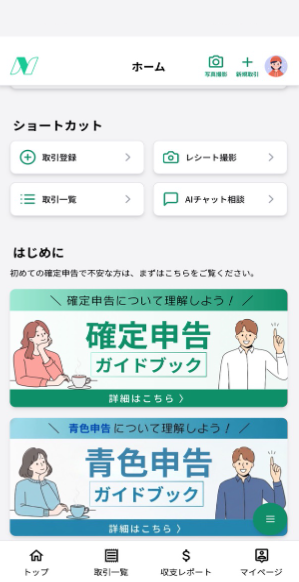 ホーム
写真撮影
新規取引
ショートカット
取引登録
レシート撮影
取引一覧
AIチャット相談
はじめに
初めての確定申告で不安な方は、まずはこちらをご覧ください。
＼ 確定申告について理解しよう！ ／
確定申告
ガイドブック
詳細はこちら 〉
＼ 青色申告について理解しよう！ ／
青色申告
ガイドブック
詳細はこちら 〉
トップ
取引一覧
収支レポート
マイページ